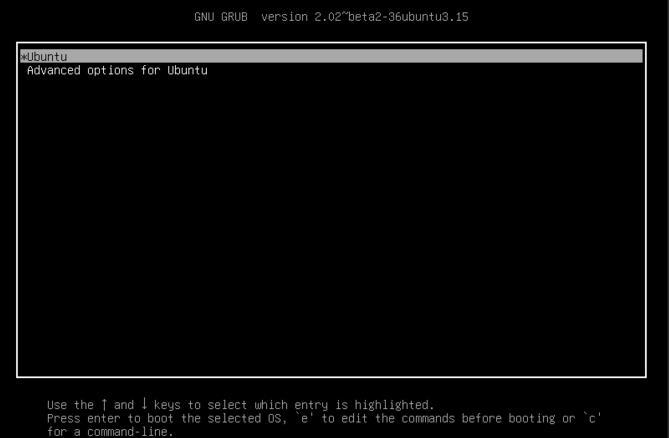 GNU GRUB  version 2.02~beta2-36ubuntu3.15
*Ubuntu
Advanced options for Ubuntu
Use the ↑ and ↓ keys to select which entry is highlighted.
Press enter to boot the selected OS, `e' to edit the commands before booting or `c'
for a command-line.